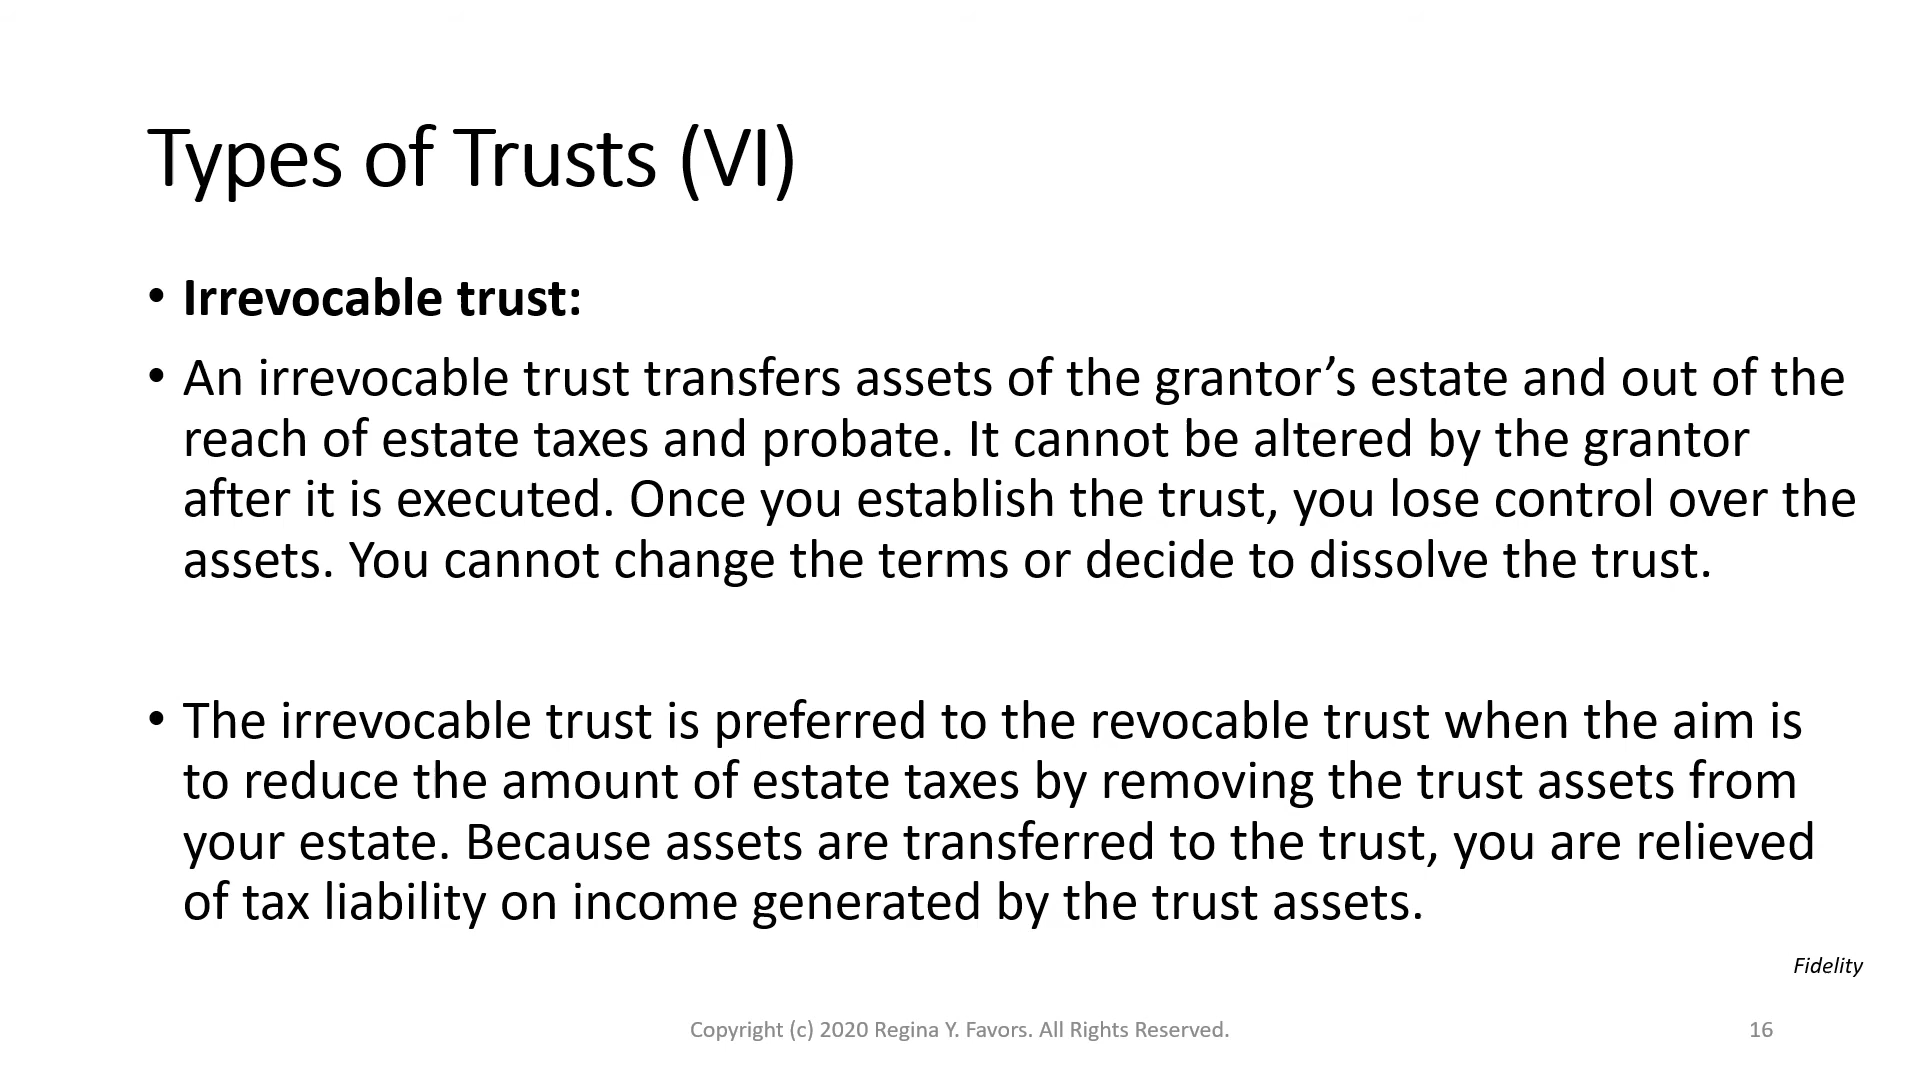 Types of Trusts (VI)
• Irrevocable trust:
• An irrevocable trust transfers assets of the grantor’s estate and out of the
reach of estate taxes and probate. It cannot be altered by the grantor
after it is executed. Once you establish the trust, you lose control over the
assets. You cannot change the terms or decide to dissolve the trust.
• The irrevocable trust is preferred to the revocable trust when the aim is
to reduce the amount of estate taxes by removing the trust assets from
your estate. Because assets are transferred to the trust, you are relieved
of tax liability on income generated by the trust assets.
Fidelity
Copyright (c) 2020 Regina Y. Favors. All Rights Reserved.
16